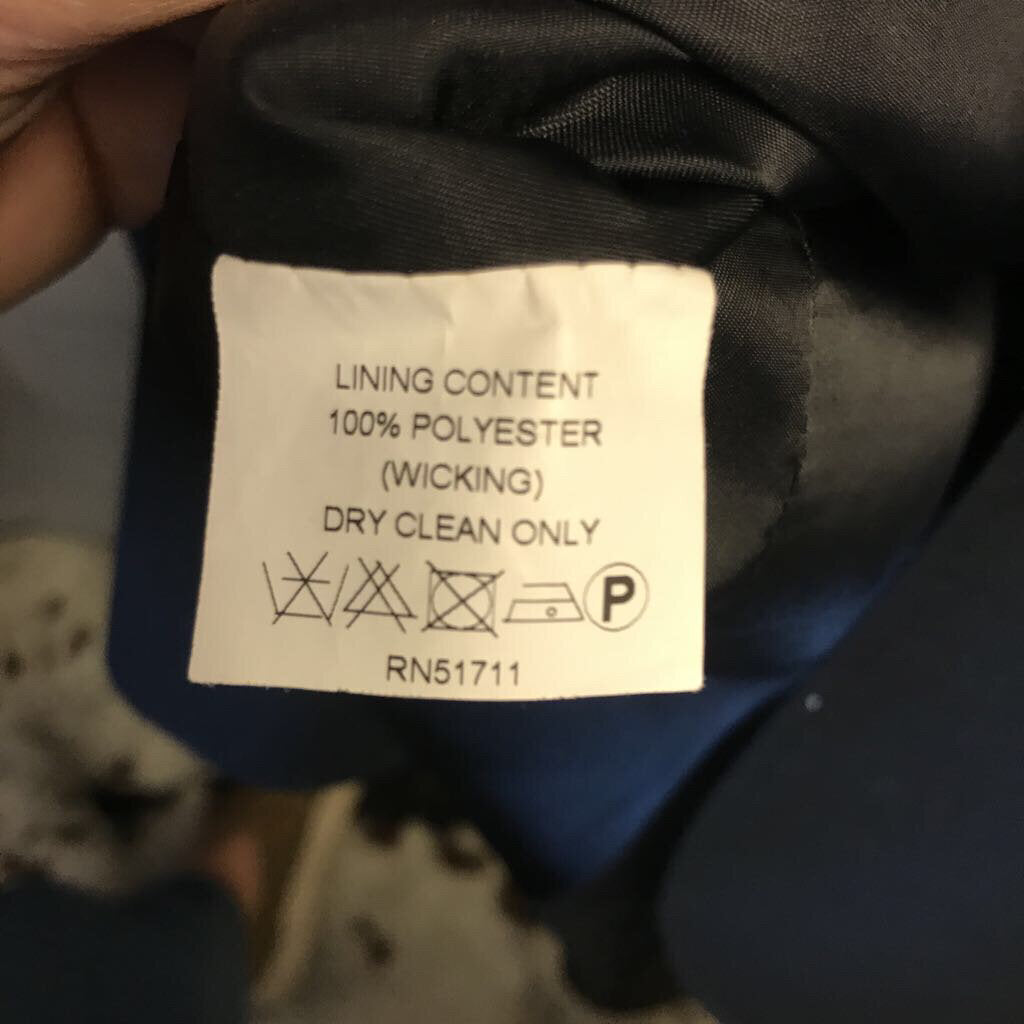 LINING CONTENT
100% POLYESTER
(WICKING)
DRY CLEAN ONLY
P
RN51711